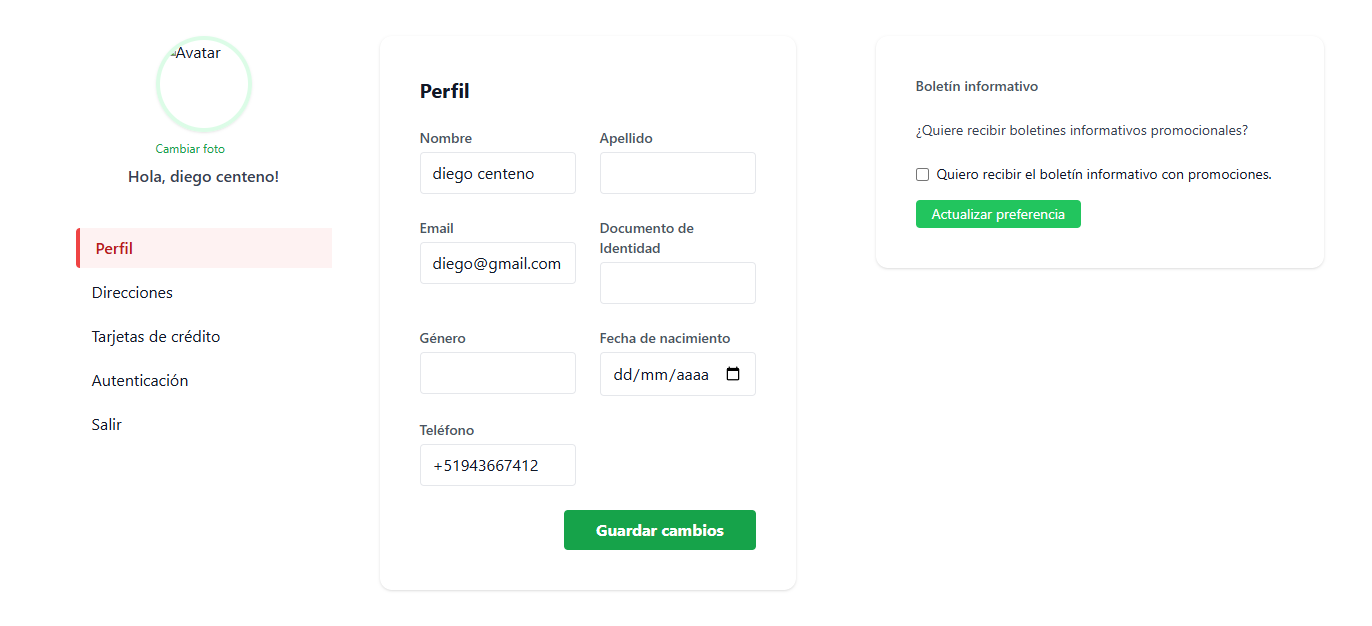 Avatar
Cambiar foto
Hola, diego centeno!
Perfil
Direcciones
Tarjetas de crédito
Autenticación
Salir
Perfil
Nombre
Apellido
diego centeno
Email
Documento de
Identidad
diego@gmail.com
Género
Fecha de nacimiento
dd/mm/aaaa
Teléfono
+51943667412
Guardar cambios
Boletín informativo
¿Quiere recibir boletines informativos promocionales?
Quiero recibir el boletín informativo con promociones.
Actualizar preferencia